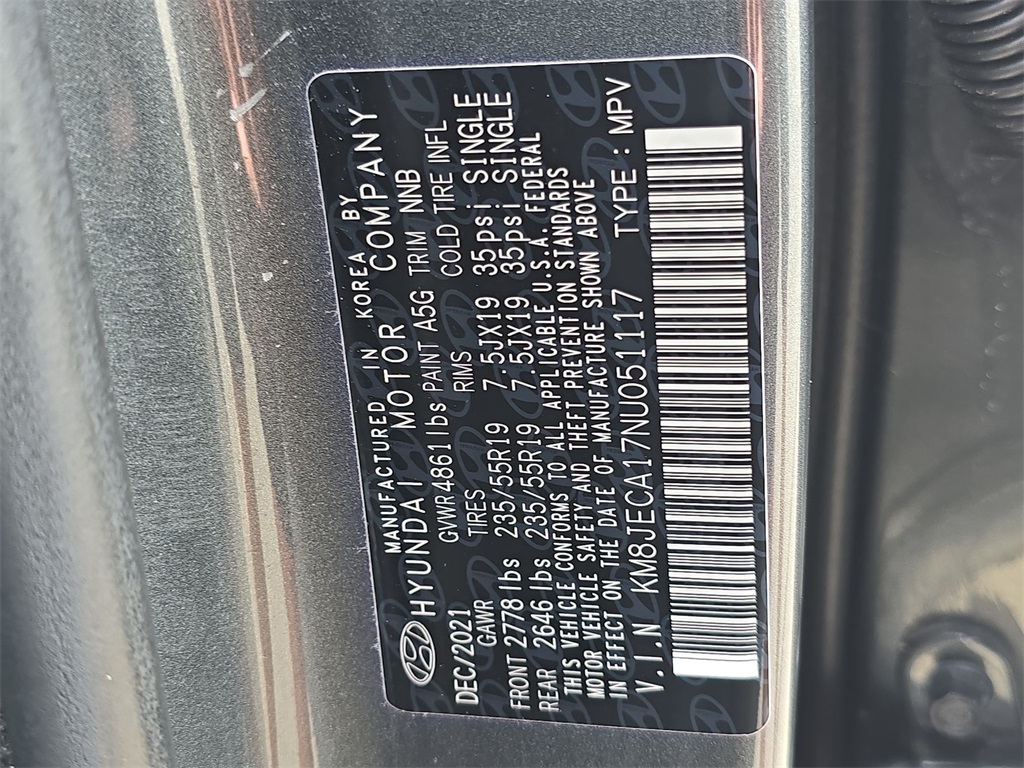 MANUFACTURED IN KOREA BY
HYUNDAI MOTOR COMPANY
DEC/2021 GVWR 4861 lbs PAINT A5G TRIM NNB
GAWR TIRES RIMS COLD TIRE INFL
FRONT 2778 lbs 235/55R19 7.5JX19 35psi SINGLE
REAR 2646 lbs 235/55R19 7.5JX19 35psi SINGLE
THIS VEHICLE CONFORMS TO ALL APPLICABLE U.S.A. FEDERAL
MOTOR VEHICLE SAFETY AND THEFT PREVENTION STANDARDS
IN EFFECT ON THE DATE OF MANUFACTURE SHOWN ABOVE
V.I.N KM8JECA17NU051117 TYPE : MPV